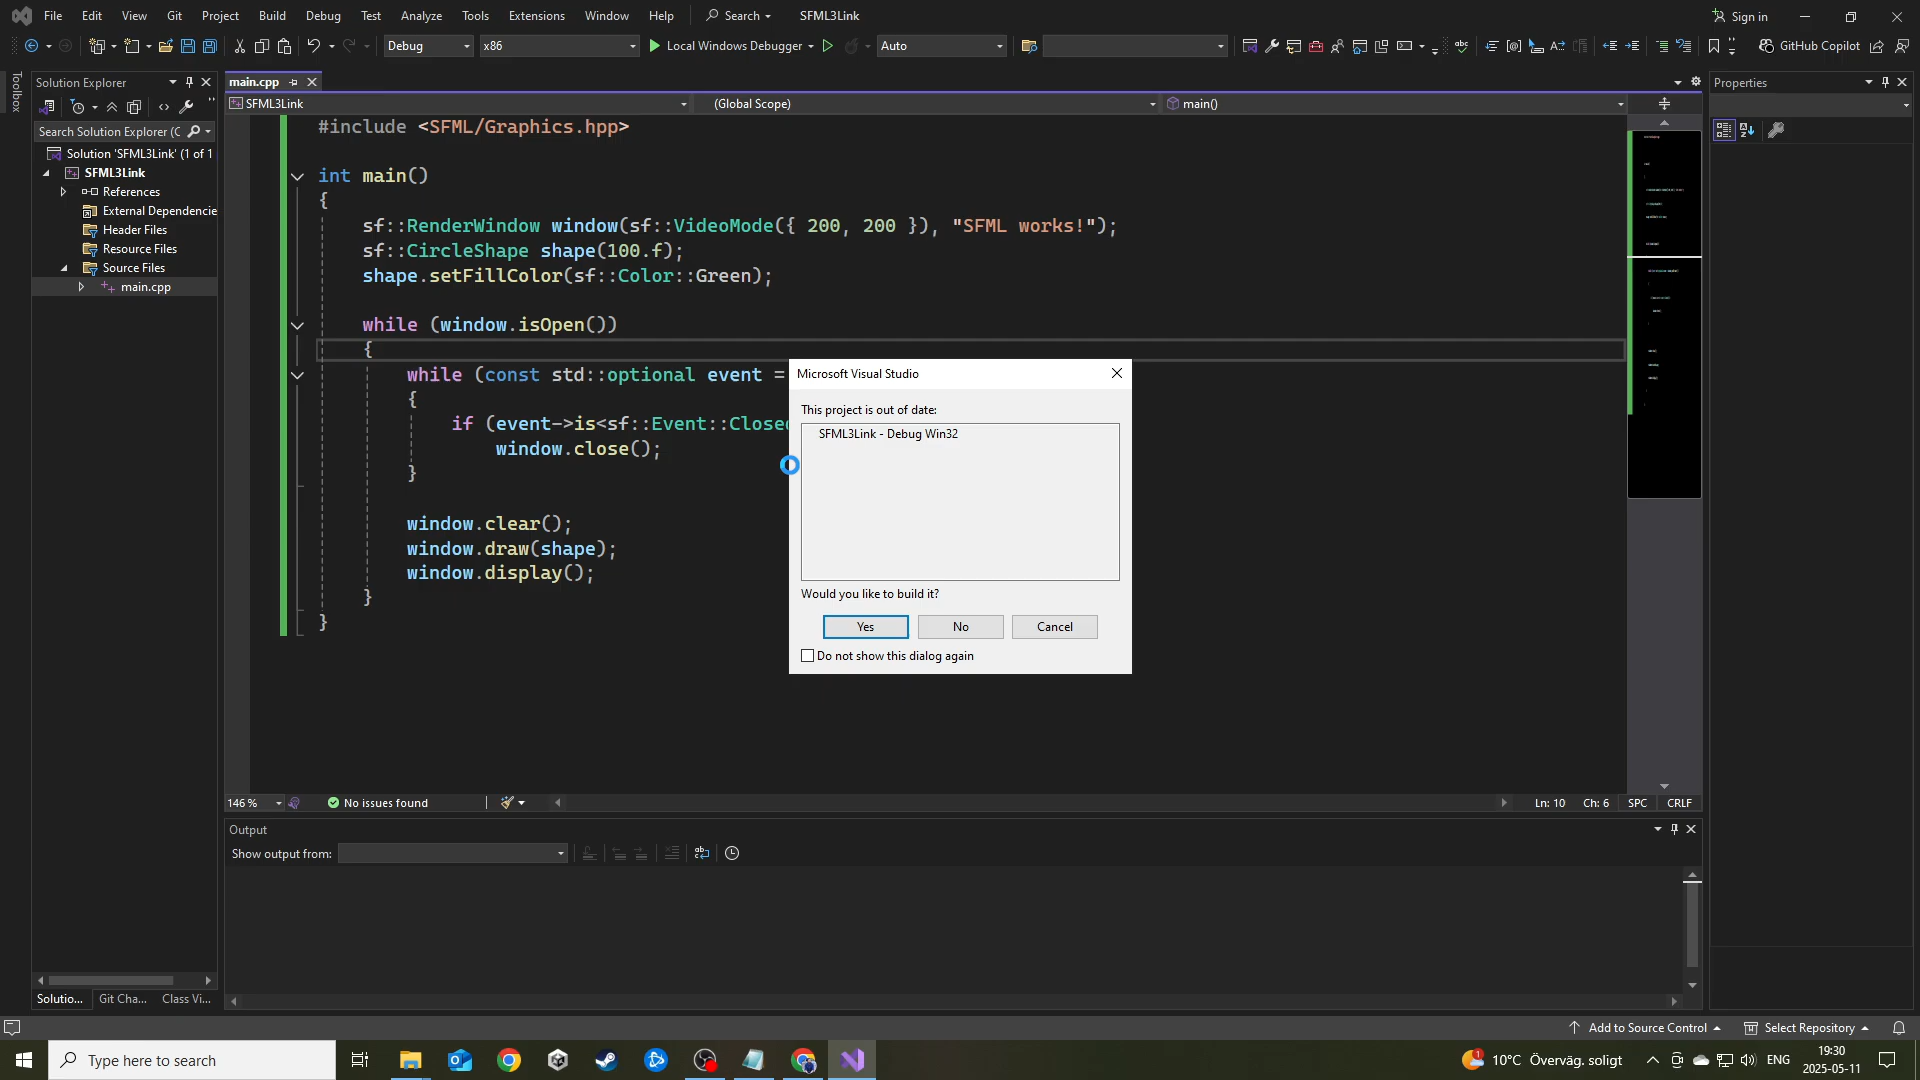 File Edit View Git Project Build Debug Test Analyze Tools Extensions Window Help Search SFML3Link Sign in
Debug x86 Local Windows Debugger Auto GitHub Copilot
Toolbox
Solution Explorer
Search Solution Explorer (C
Solution 'SFML3Link' (1 of 1
SFML3Link
References
External Dependencie
Header Files
Resource Files
Source Files
main.cpp
main.cpp
SFML3Link (Global Scope) main()
#include <SFML/Graphics.hpp>
int main()
{
sf::RenderWindow window(sf::VideoMode({ 200, 200 }), "SFML works!");
sf::CircleShape shape(100.f);
shape.setFillColor(sf::Color::Green);
while (window.isOpen())
{
while (const std::optional event =
{
if (event->is<sf::Event::Closed
window.close();
}
window.clear();
window.draw(shape);
window.display();
}
}
Microsoft Visual Studio
This project is out of date:
SFML3Link - Debug Win32
Would you like to build it?
Yes No Cancel
Do not show this dialog again
Properties
146 % No issues found Ln: 10 Ch: 6 SPC CRLF
Output
Show output from:
Solutio... Git Cha... Class Vi...
Add to Source Control Select Repository
Type here to search
1 10°C Överväg. soligt ENG 19:30
2025-05-11